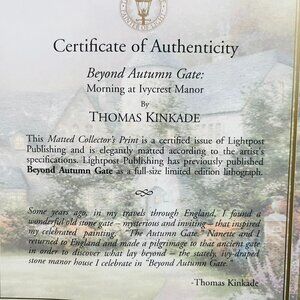 Certificate of Authenticity
Beyond Autumn Gate:
Morning at Ivycrest Manor
By
THOMAS KINKADE
This Matted Collector's Print is a certified issue of Lightpost
Publishing and is elegantly matted according to the artist's
specifications. Lightpost Publishing has previously published
Beyond Autumn Gate as a full-size limited edition lithograph.
Some years ago, in my travels through England, I found a
wonderful old stone gate – mysterious and inviting – that inspired
my celebrated painting, "The Autumn Gate." Nanette and I
returned to England and made a pilgrimage to that ancient gate
in order to discover what lay beyond – the stately, ivy-draped
stone manor house I celebrate in "Beyond Autumn Gate"
-Thomas Kinkade